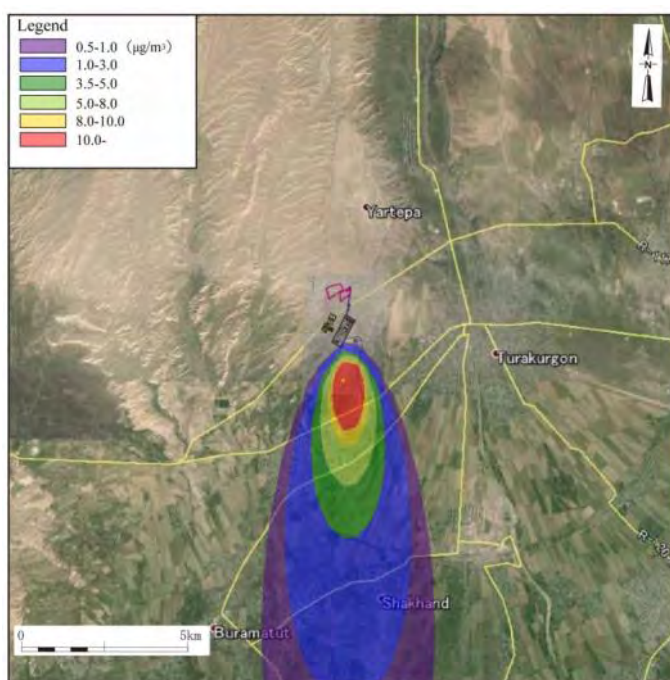 Legend
0.5-1.0 (μg/m³)
1.0-3.0
3.5-5.0
5.0-8.0
8.0-10.0
10.0-
N
Yartepa
Turakurgon
Shakhand
Buramatut
0 5km